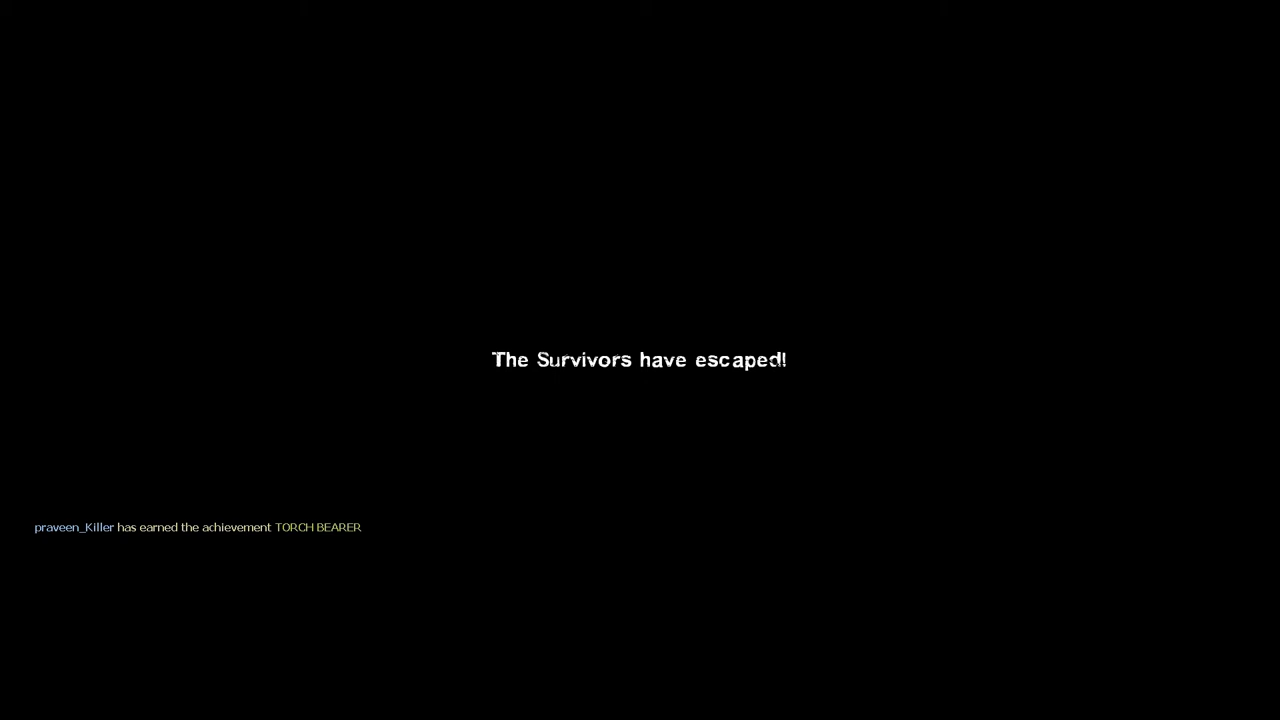 The Survivors have escaped!
praveen_Killer has earned the achievement TORCH BEARER